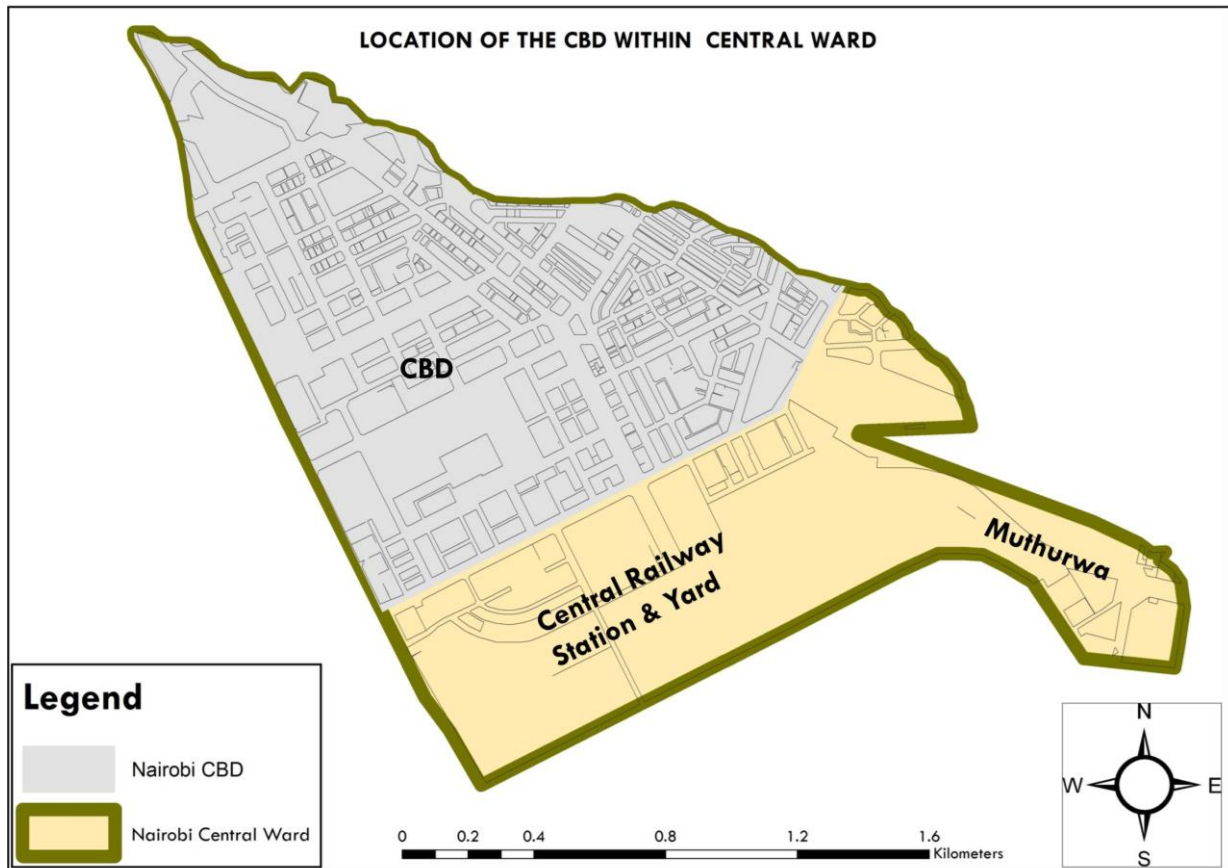 LOCATION OF THE CBD WITHIN CENTRAL WARD
CBD
Central Railway
Station & Yard
Muthurwa
Legend
Nairobi CBD
Nairobi Central Ward
0 0.2 0.4 0.8 1.2 1.6
Kilometers
N
W E
S